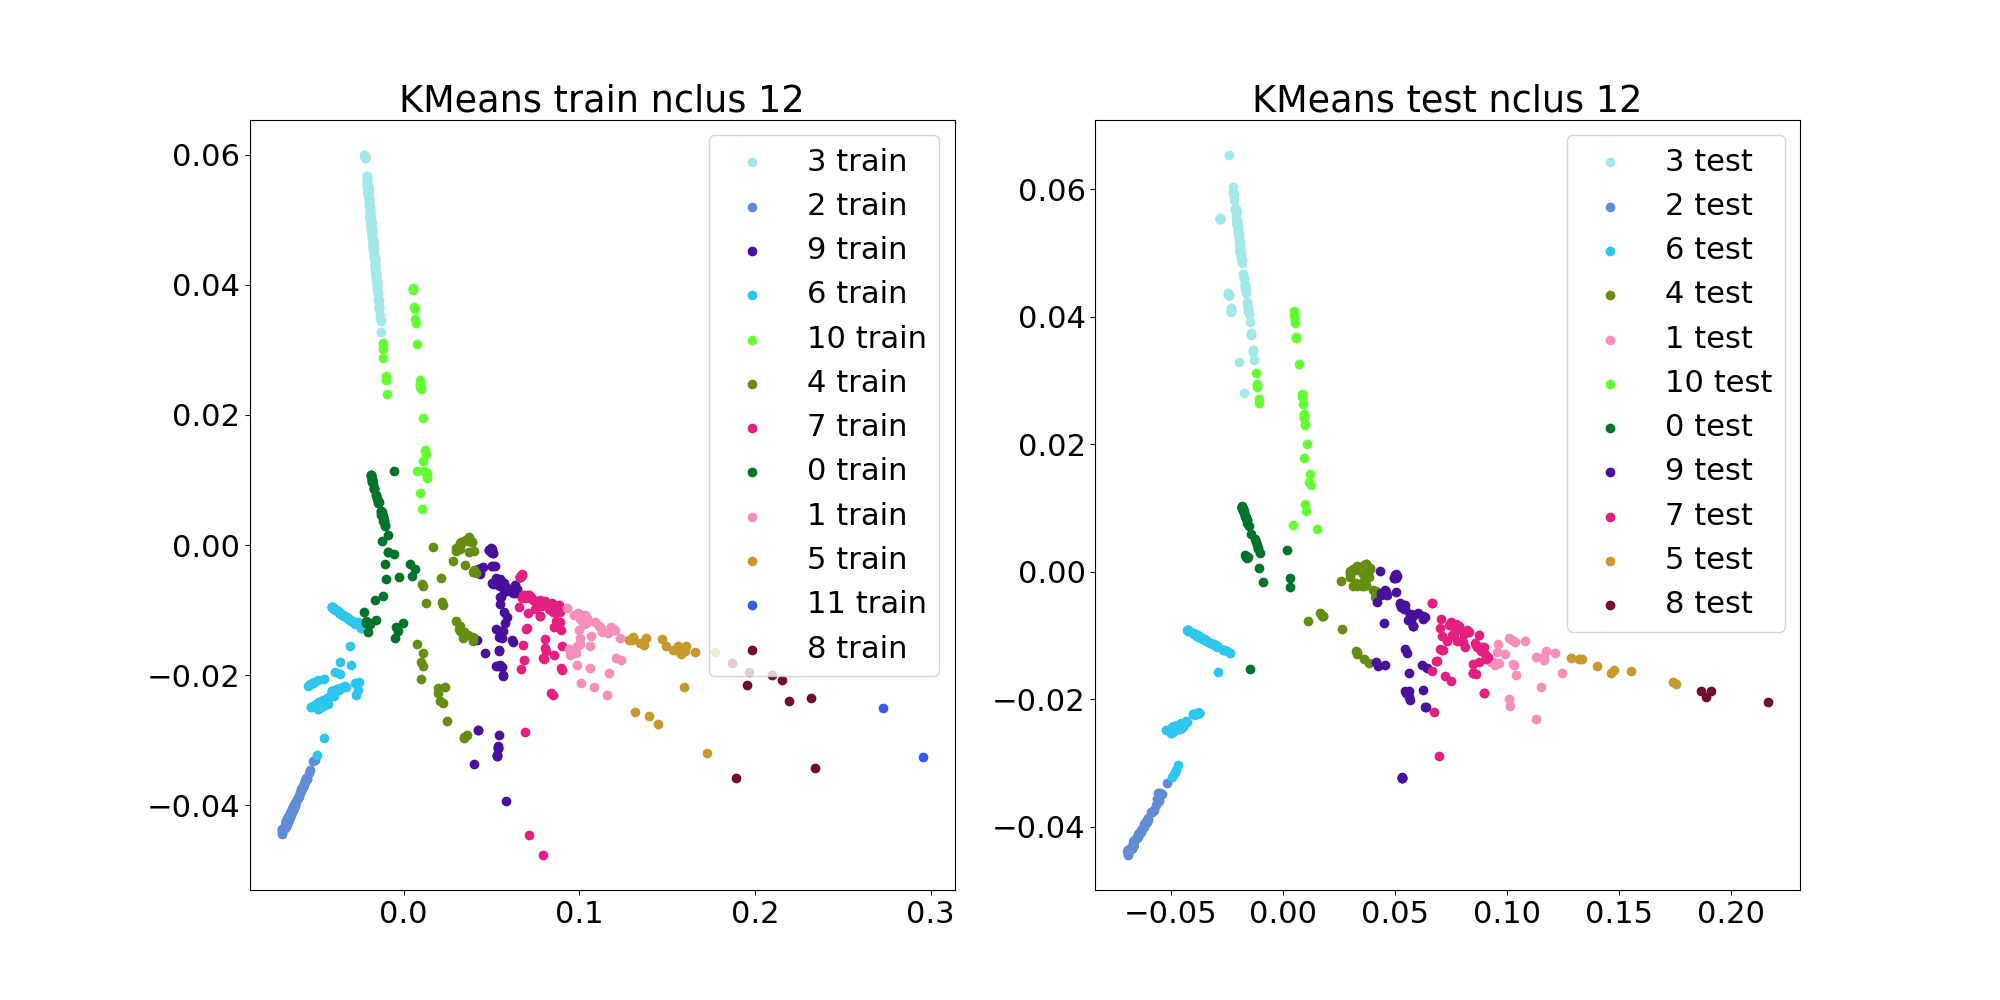 KMeans train nclus 12
0.06
0.04
0.02
0.00
−0.02
−0.04
0.0
0.1
0.2
0.3
3 train
2 train
9 train
6 train
10 train
4 train
7 train
0 train
1 train
5 train
11 train
8 train
KMeans test nclus 12
0.06
0.04
0.02
0.00
−0.02
−0.04
−0.05
0.00
0.05
0.10
0.15
0.20
3 test
2 test
6 test
4 test
1 test
10 test
0 test
9 test
7 test
5 test
8 test